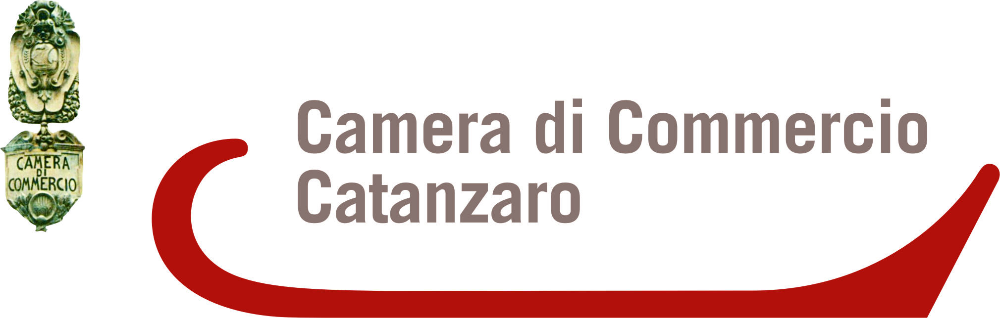 CAMERA
DI
COMMERCIO
Camera di Commercio
Catanzaro